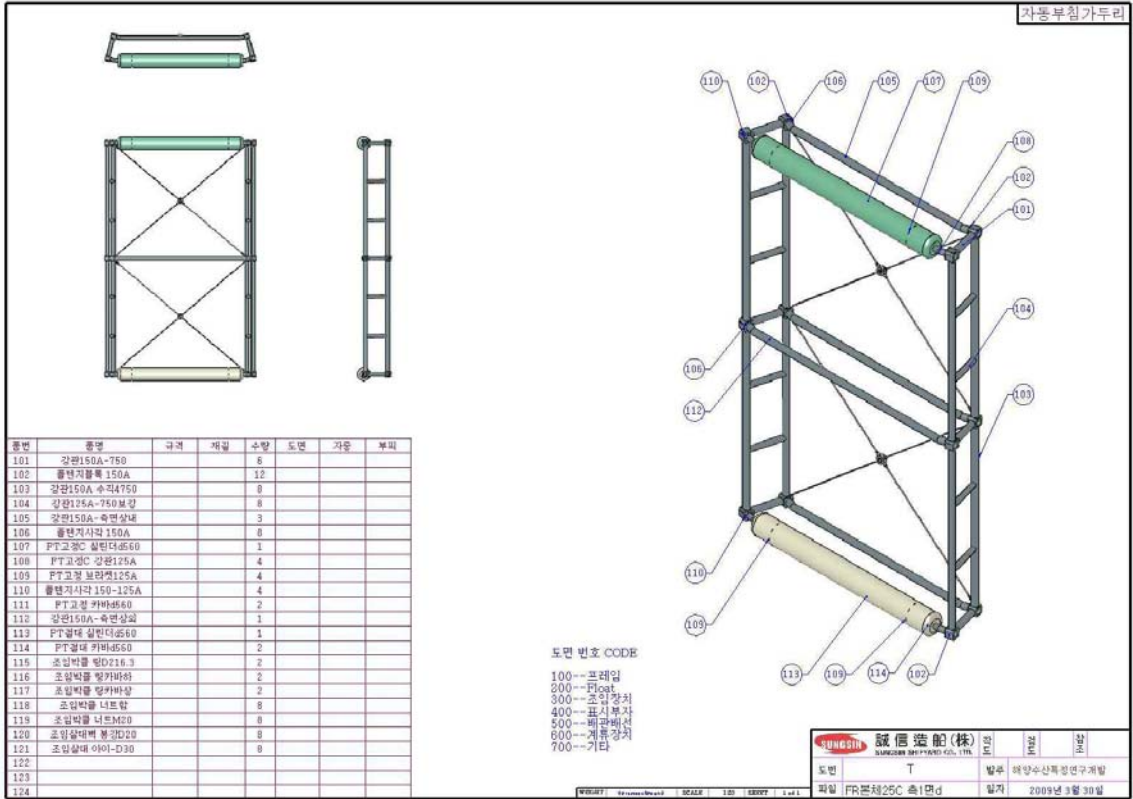 자동부침가두리
110 102 106 105 107 109
108
102
101
104
103
106
112
110
109
113 109 114 102
품번 품명 규격 재질 수량 도면 자중 부피
101 강관150A-750 6
102 플랜지블록 150A 12
103 강관150A 수직4750 8
104 강관125A-750보강 8
105 강관150A-측면상내 3
106 플랜지사각 150A 8
107 PT고정C 실린더d560 1
108 PT고정C 강관125A 4
109 PT고정 브라켓125A 4
110 플랜지사각 150-125A 4
111 PT고정 카바d560 2
112 강관150A-측면상외 1
113 PT절대 실린더d560 1
114 PT절대 카바d560 2
115 조임박클 링D216.3 2
116 조임박클 링카바하 2
117 조임박클 링카바상 2
118 조임박클 너트합 8
119 조임박클 너트M20 8
120 조임살대벽 봉강D20 8
121 조임살대 아이-D30 8
122
123
124
도면 번호 CODE
100--프레임
200--Float
300--조임장치
400--표시부자
500--배관배선
600--계류장치
700--기타
SUNGSIN 誠信造船(株)
SUNGSIN SHIPYARD CO., LTD.
도번 T 발주 해양수산특정연구개발
파일 FR본체25C 측1면d 일자 2009년 3월 30일
WEIGHT SCALE 1:20 SHEET 1 of 1